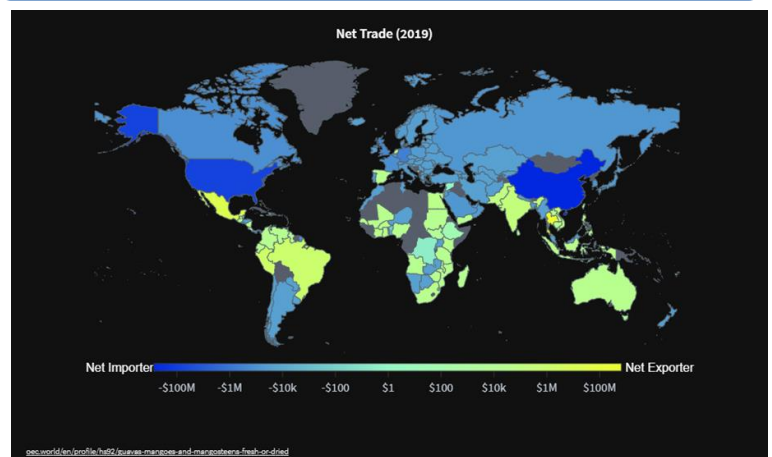 Net Trade (2019)
Net Importer
Net Exporter
-$100M -$1M -$10k -$100 $1 $100 $10k $1M $100M
oec.world/en/profile/hs92/guavas-mangoes-and-mangosteens-fresh-or-dried